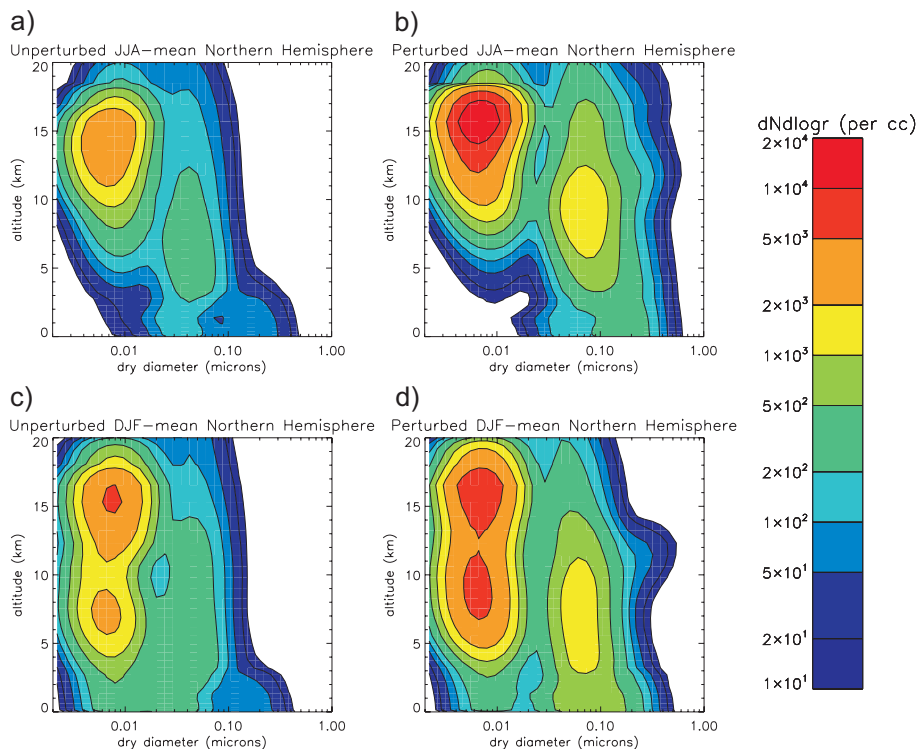 a)
Unperturbed JJA-mean Northern Hemisphere
20
15
10
5
0
altitude (km)
0.01 0.10 1.00
dry diameter (microns)
b)
Perturbed JJA-mean Northern Hemisphere
20
15
10
5
0
altitude (km)
0.01 0.10 1.00
dry diameter (microns)
c)
Unperturbed DJF-mean Northern Hemisphere
20
15
10
5
0
altitude (km)
0.01 0.10 1.00
dry diameter (microns)
d)
Perturbed DJF-mean Northern Hemisphere
20
15
10
5
0
altitude (km)
0.01 0.10 1.00
dry diameter (microns)
dNdlogr (per cc)
2×10⁴
1×10⁴
5×10³
2×10³
1×10³
5×10²
2×10²
1×10²
5×10¹
2×10¹
1×10¹